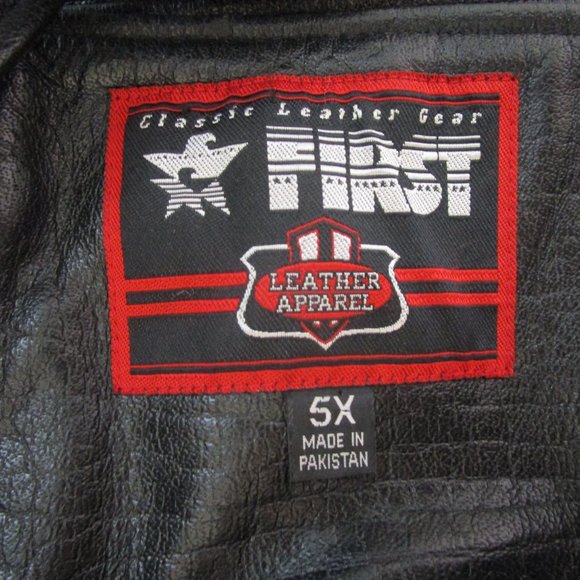 Classic Leather Gear
FIRST
LEATHER
APPAREL
5X
MADE IN
PAKISTAN